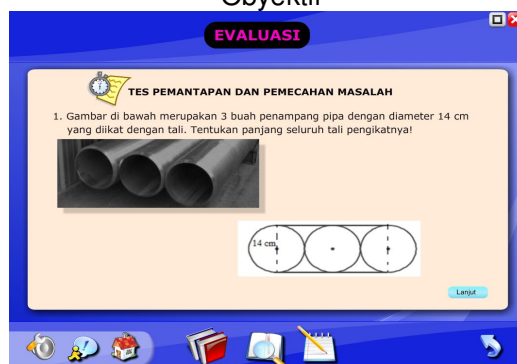 Obyektif
EVALUASI
TES PEMANTAPAN DAN PEMECAHAN MASALAH
1. Gambar di bawah merupakan 3 buah penampang pipa dengan diameter 14 cm
yang diikat dengan tali. Tentukan panjang seluruh tali pengikatnya!
14 cm
Lanjut